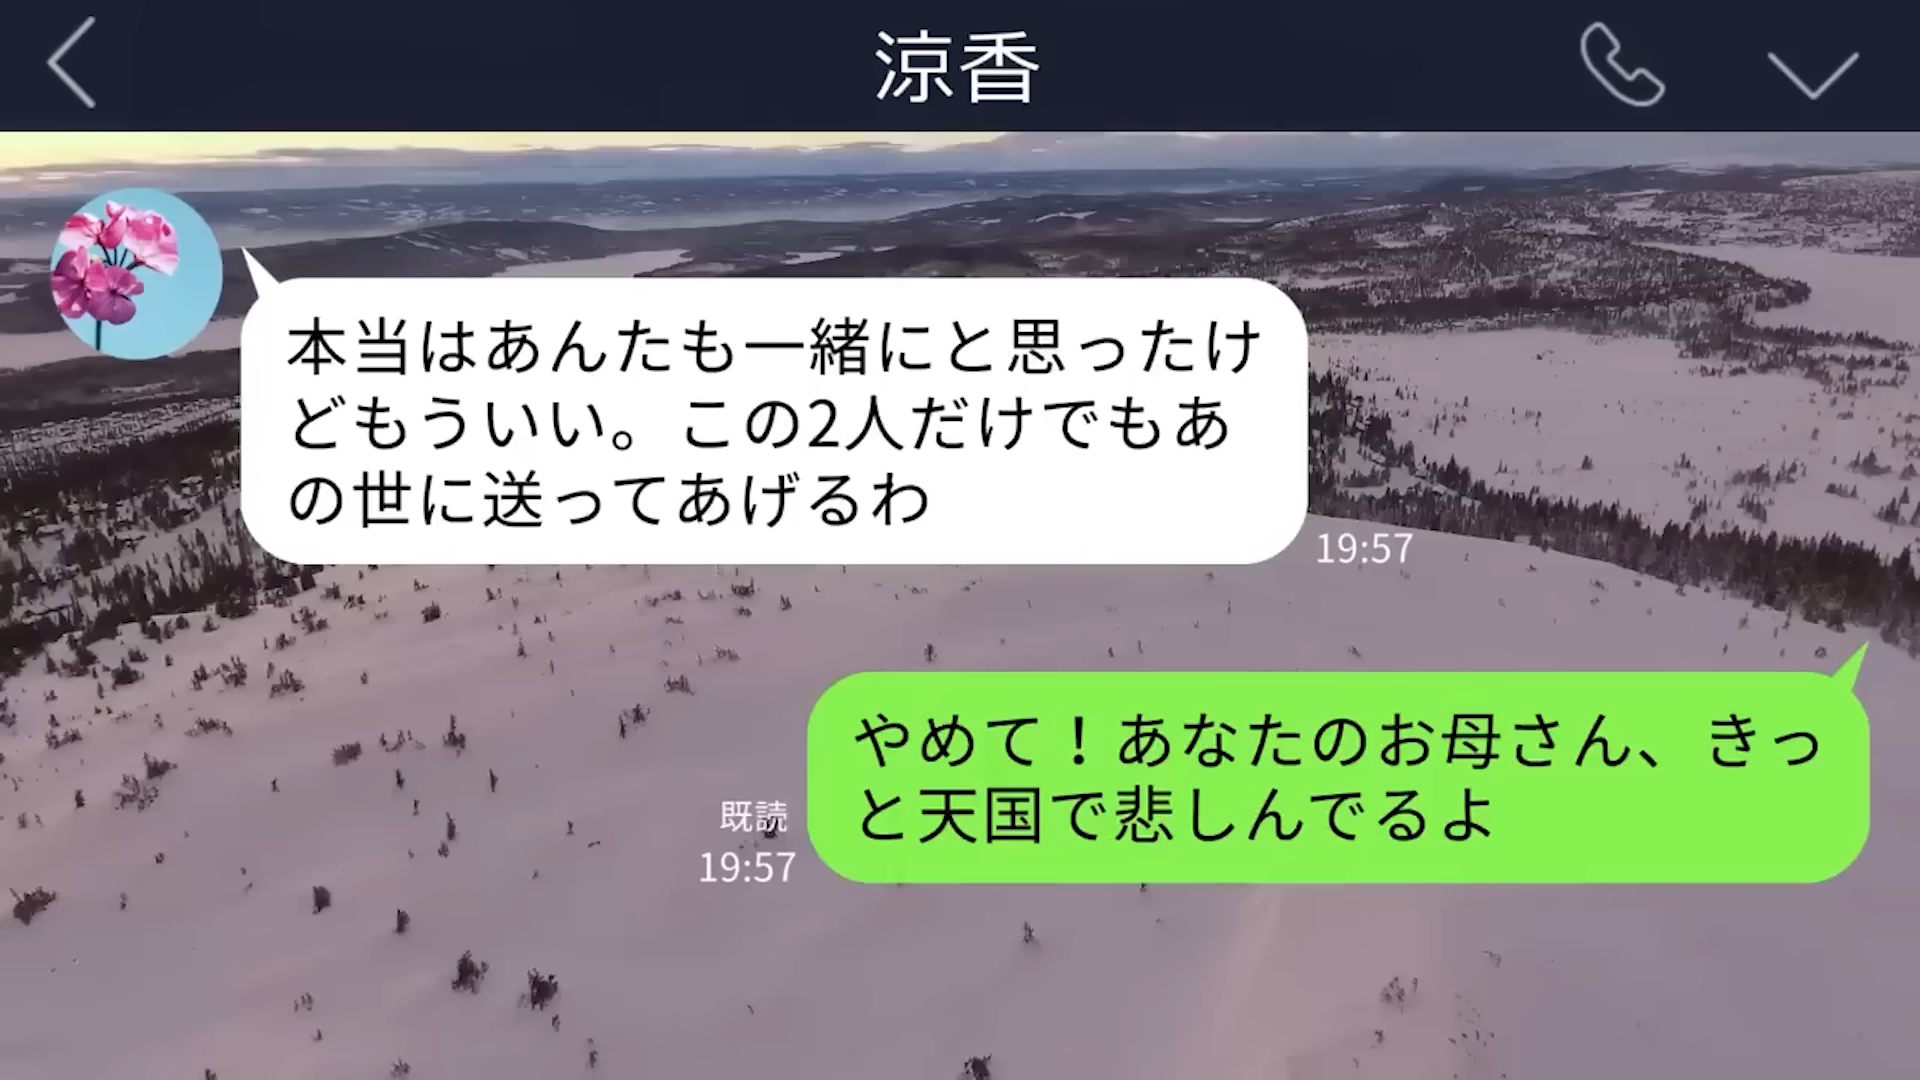 涼香
本当はあんたも一緒にと思ったけ
どもういい。この2人だけでもあ
の世に送ってあげるわ
19:57
やめて！あなたのお母さん、きっ
と天国で悲しんでるよ
既読
19:57